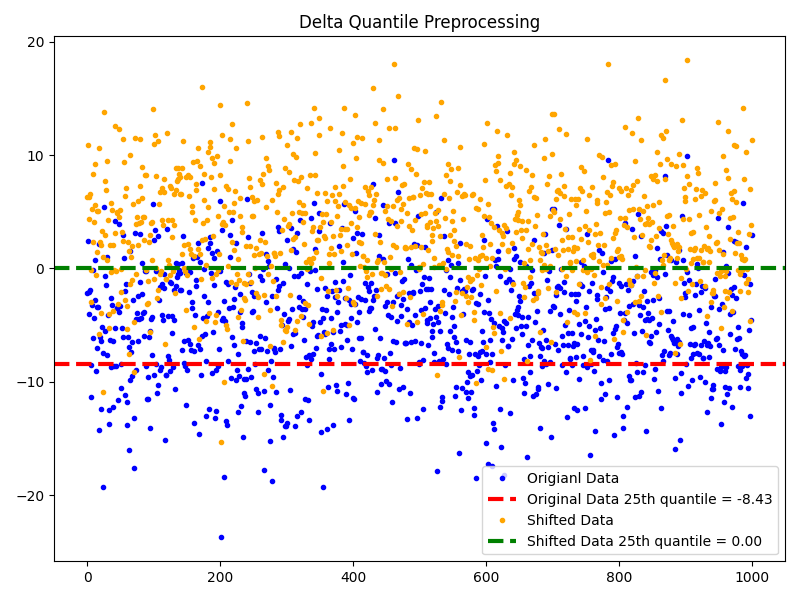 Delta Quantile Preprocessing
20
10
0
−10
−20
0
200
400
600
800
1000
Origianl Data
Original Data 25th quantile = -8.43
Shifted Data
Shifted Data 25th quantile = 0.00